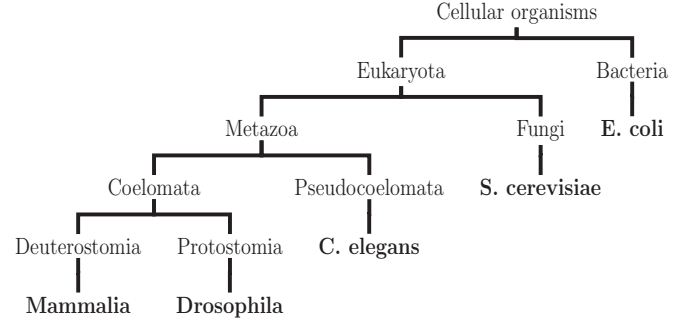 Cellular organisms
Eukaryota Bacteria
Metazoa Fungi E. coli
Coelomata Pseudocoelomata S. cerevisiae
Deuterostomia Protostomia C. elegans
Mammalia Drosophila